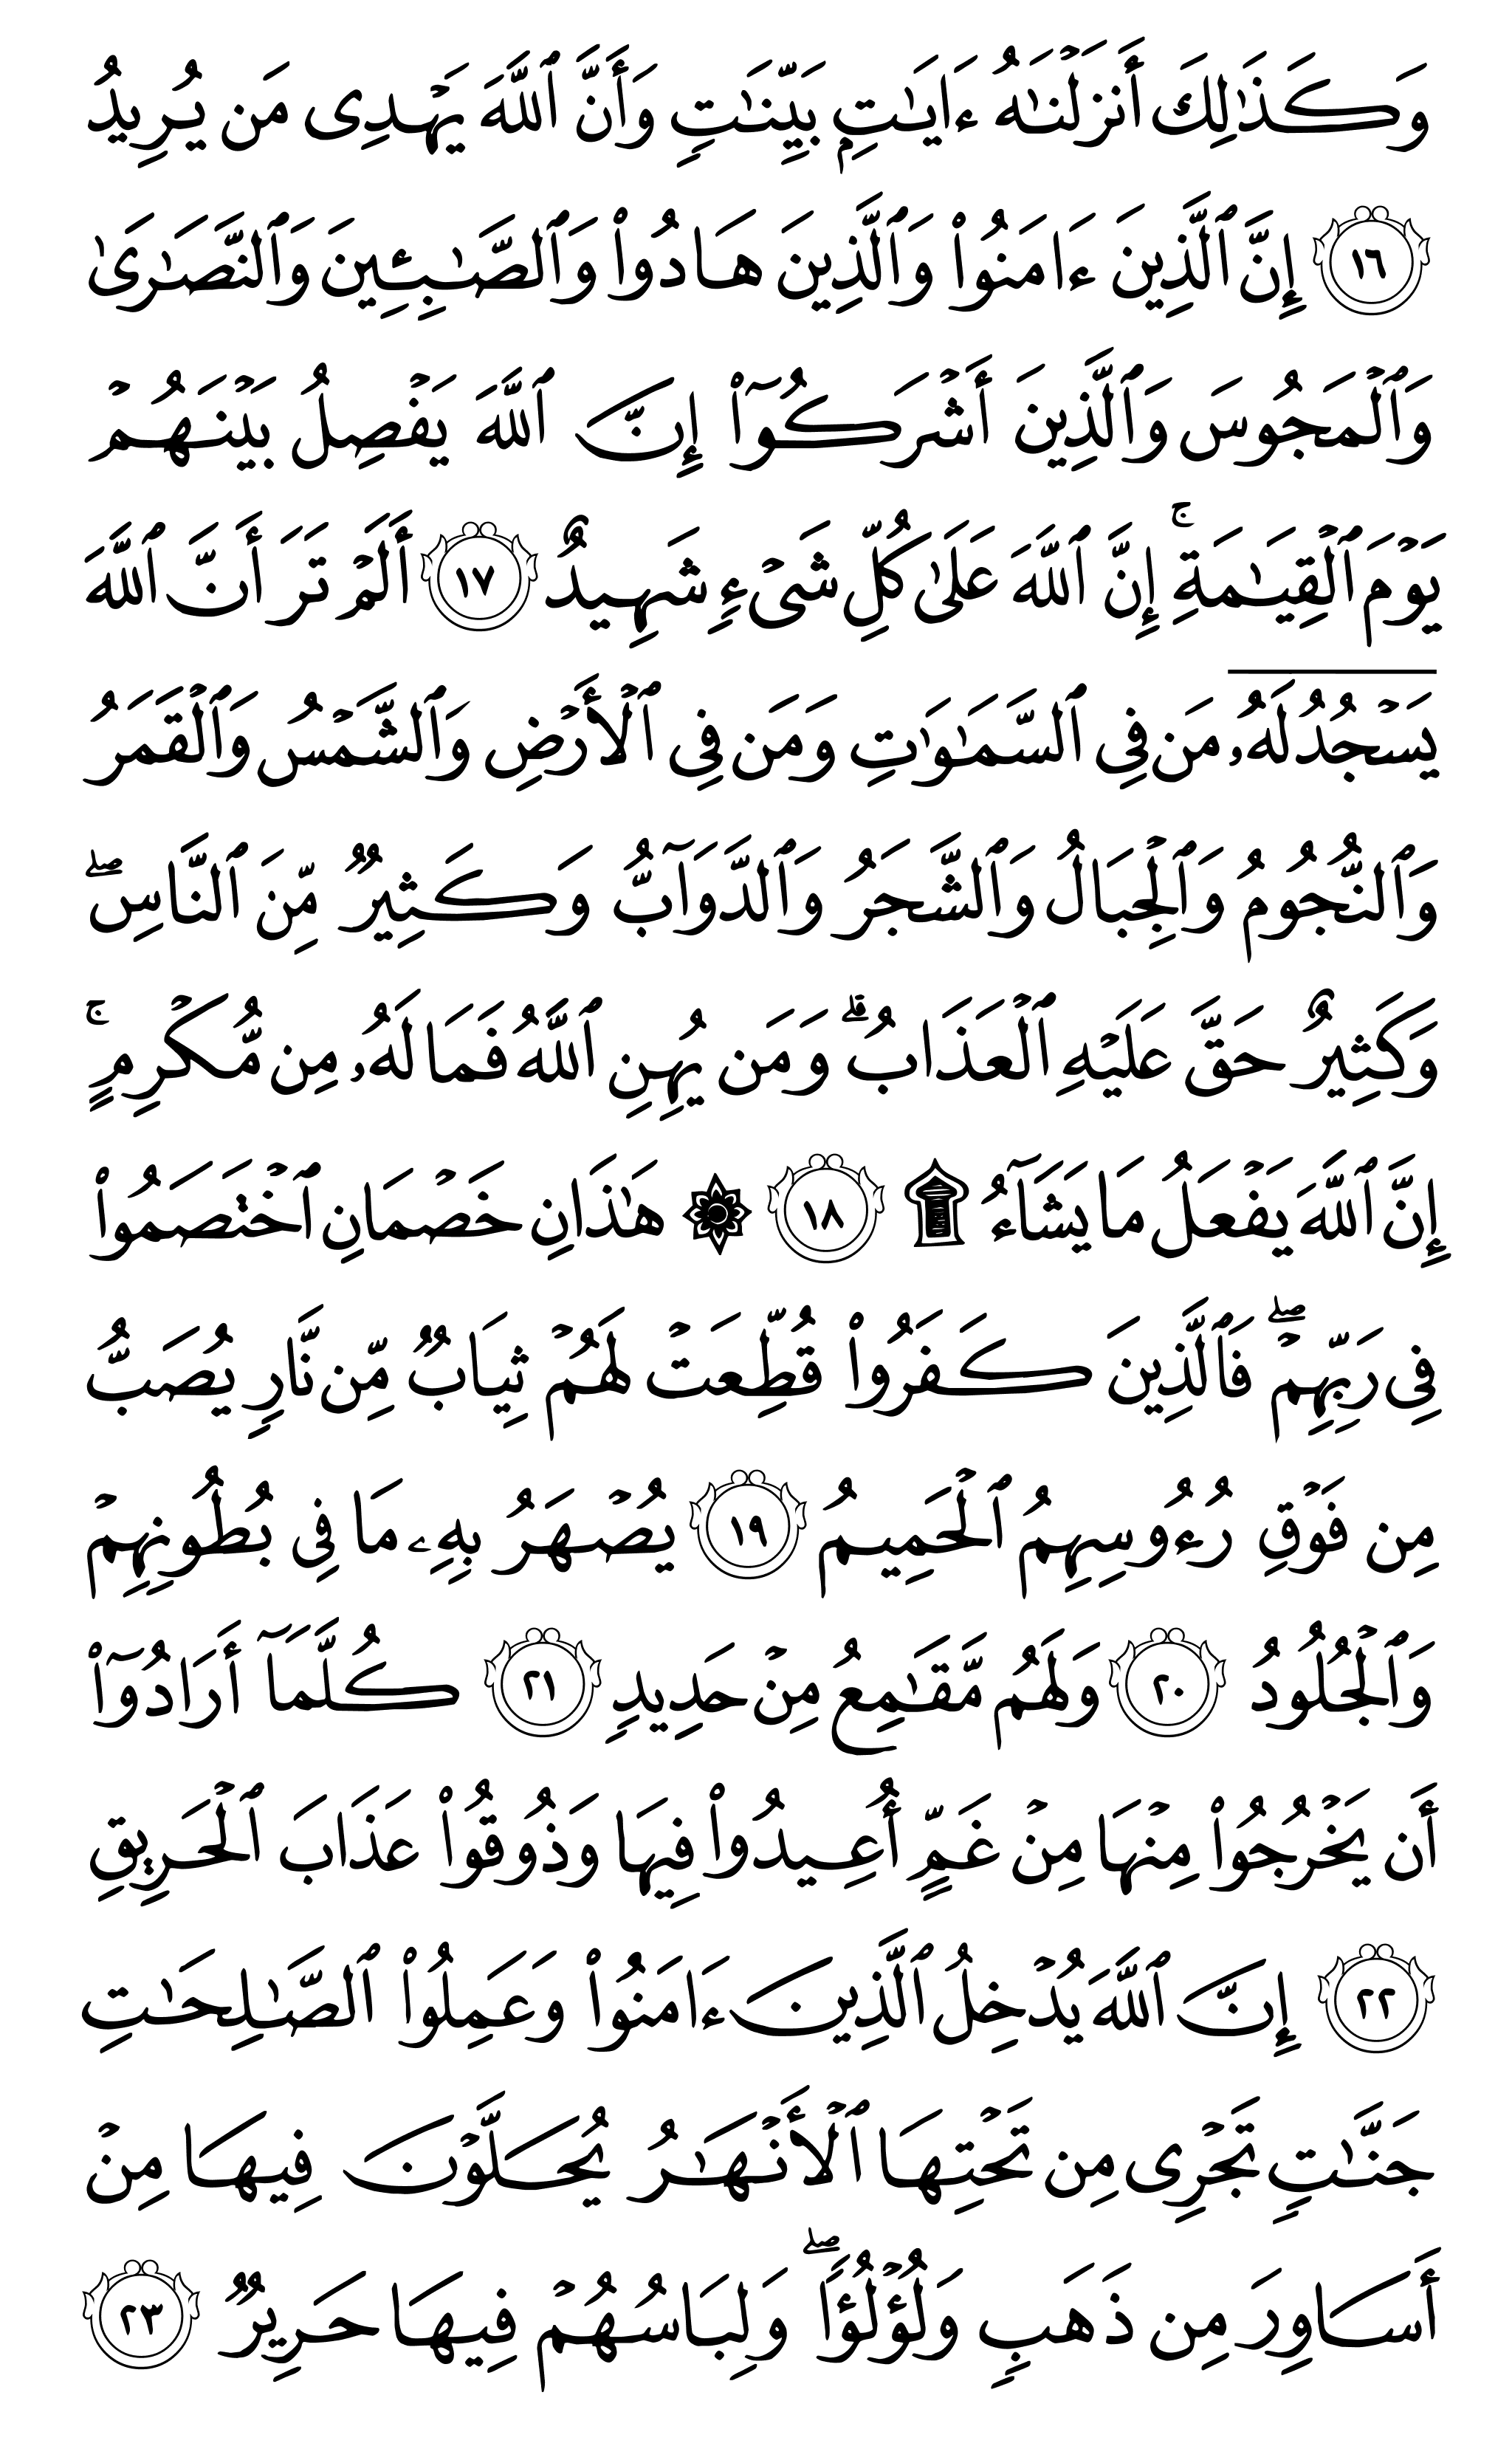 وَكَذَٰلِكَ أَنزَلۡنَٰهُ ءَايَٰتِۭ بَيِّنَٰتٖ وَأَنَّ ٱللَّهَ يَهۡدِي مَن يُرِيدُ
١٦ إِنَّ ٱلَّذِينَ ءَامَنُواْ وَٱلَّذِينَ هَادُواْ وَٱلصَّٰبِـِٔينَ وَٱلنَّصَٰرَىٰ
وَٱلۡمَجُوسَ وَٱلَّذِينَ أَشۡرَكُوٓاْ إِنَّ ٱللَّهَ يَفۡصِلُ بَيۡنَهُمۡ
يَوۡمَ ٱلۡقِيَٰمَةِۚ إِنَّ ٱللَّهَ عَلَىٰ كُلِّ شَيۡءٖ شَهِيدٌ ١٧ أَلَمۡ تَرَ أَنَّ ٱللَّهَ
يَسۡجُدُۤ لَهُۥۤ مَن فِي ٱلسَّمَٰوَٰتِ وَمَن فِي ٱلۡأَرۡضِ وَٱلشَّمۡسُ وَٱلۡقَمَرُ
وَٱلنُّجُومُ وَٱلۡجِبَالُ وَٱلشَّجَرُ وَٱلدَّوَآبُّ وَكَثِيرٞ مِّنَ ٱلنَّاسِۖ
وَكَثِيرٌ حَقَّ عَلَيۡهِ ٱلۡعَذَابُۗ وَمَن يُهِنِ ٱللَّهُ فَمَا لَهُۥ مِن مُّكۡرِمٍۚ
إِنَّ ٱللَّهَ يَفۡعَلُ مَا يَشَآءُ ۩ ١٨ ۞ هَٰذَانِ خَصۡمَانِ ٱخۡتَصَمُواْ
فِي رَبِّهِمۡۖ فَٱلَّذِينَ كَفَرُواْ قُطِّعَتۡ لَهُمۡ ثِيَابٞ مِّن نَّارٖ يُصَبُّ
مِن فَوۡقِ رُءُوسِهِمُ ٱلۡحَمِيمُ ١٩ يُصۡهَرُ بِهِۦ مَا فِي بُطُونِهِمۡ
وَٱلۡجُلُودُ ٢٠ وَلَهُم مَّقَٰمِعُ مِنۡ حَدِيدٖ ٢١ كُلَّمَآ أَرَادُوٓاْ
أَن يَخۡرُجُواْ مِنۡهَا مِنۡ غَمٍّ أُعِيدُواْ فِيهَا وَذُوقُواْ عَذَابَ ٱلۡحَرِيقِ
٢٢ إِنَّ ٱللَّهَ يُدۡخِلُ ٱلَّذِينَ ءَامَنُواْ وَعَمِلُواْ ٱلصَّٰلِحَٰتِ
جَنَّٰتٖ تَجۡرِي مِن تَحۡتِهَا ٱلۡأَنۡهَٰرُ يُحَلَّوۡنَ فِيهَا مِنۡ
أَسَاوِرَ مِن ذَهَبٖ وَلُؤۡلُؤٗاۖ وَلِبَاسُهُمۡ فِيهَا حَرِيرٞ ٢٣